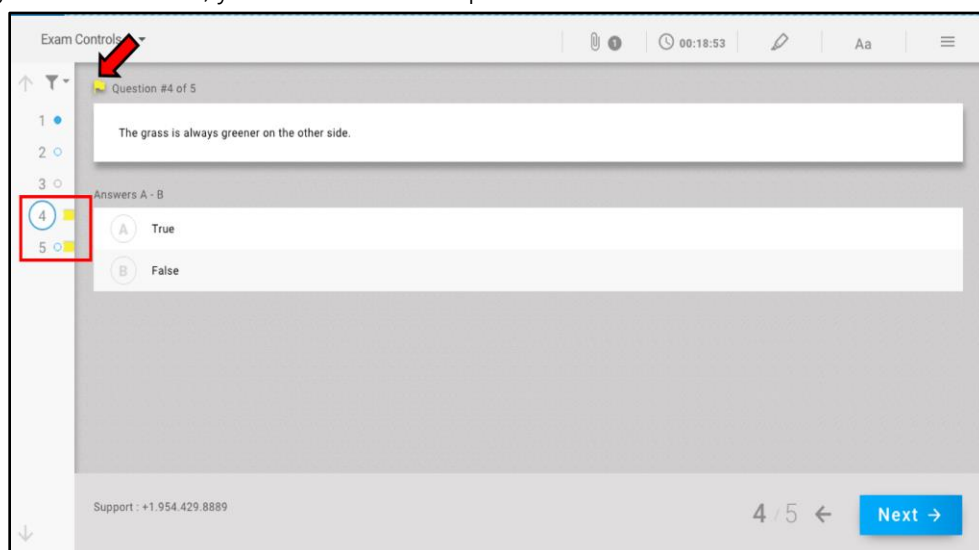 Exam Controls
1
00:18:53
Aa
Question #4 of 5
1
2
3
4
5
The grass is always greener on the other side.
Answers A - B
A True
B False
Support : +1.954.429.8889
4 / 5
Next